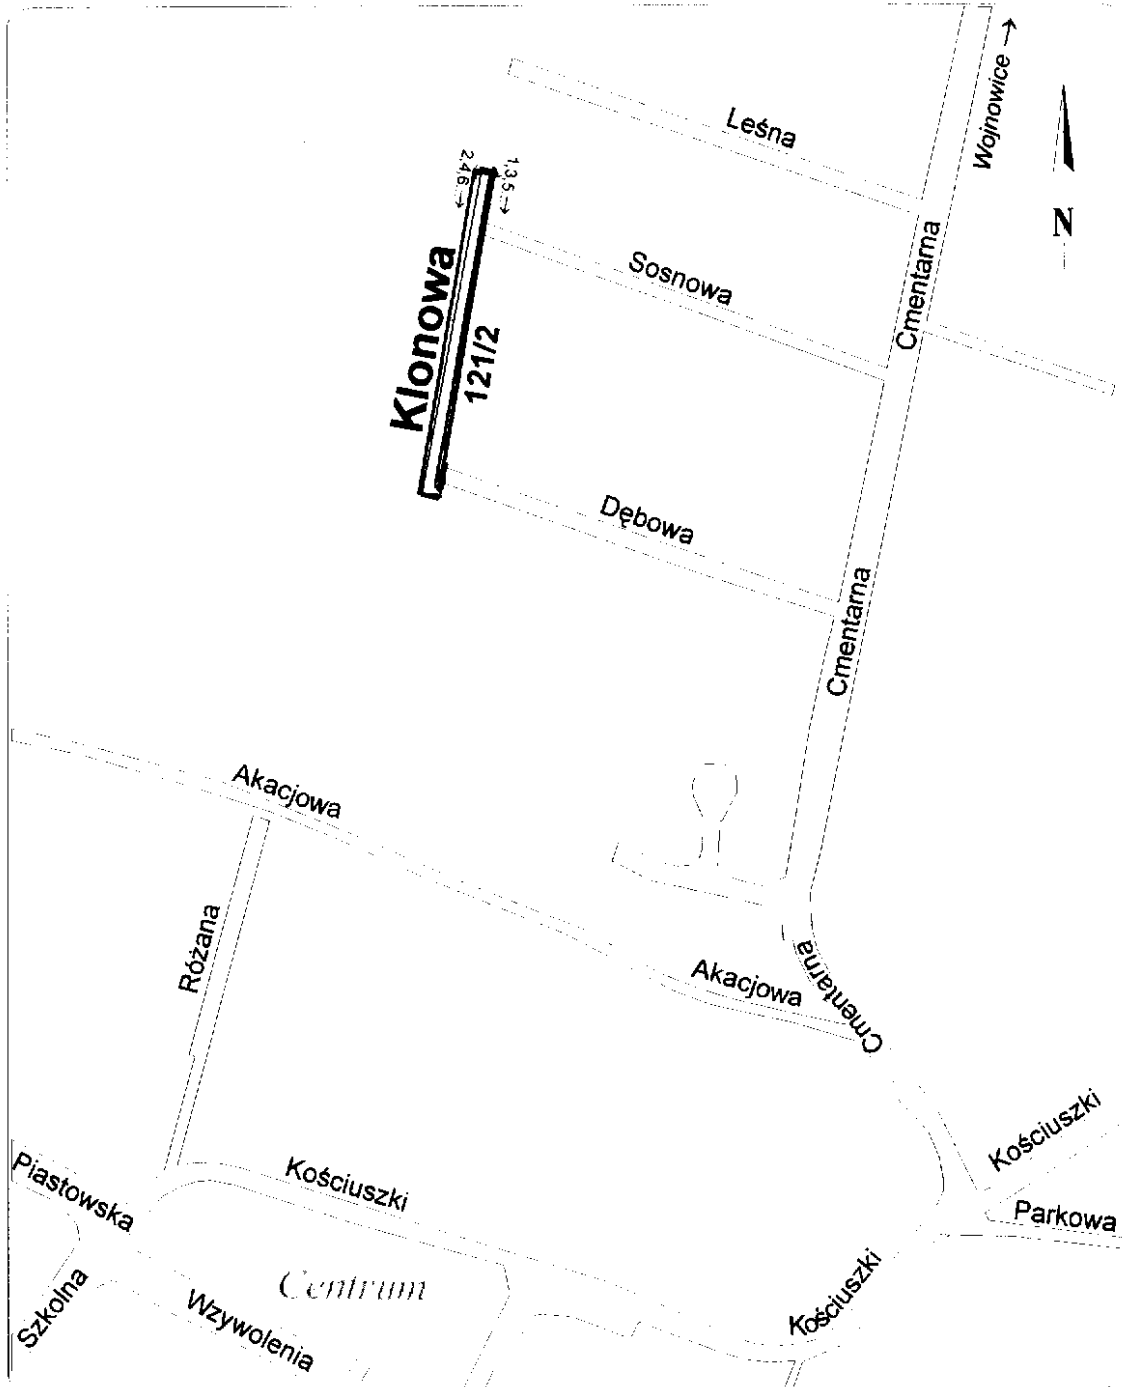 Wojnowice →
Leśna
N
2,4,6 →
1,3,5 →
Sosnowa
Cmentarna
Klonowa
121/2
Dębowa
Cmentarna
Akacjowa
Różana
Akacjowa
Cmentarna
Kościuszki
Kościuszki
Piastowska
Parkowa
Centrum
Kościuszki
Szkolna
Wzywolenia